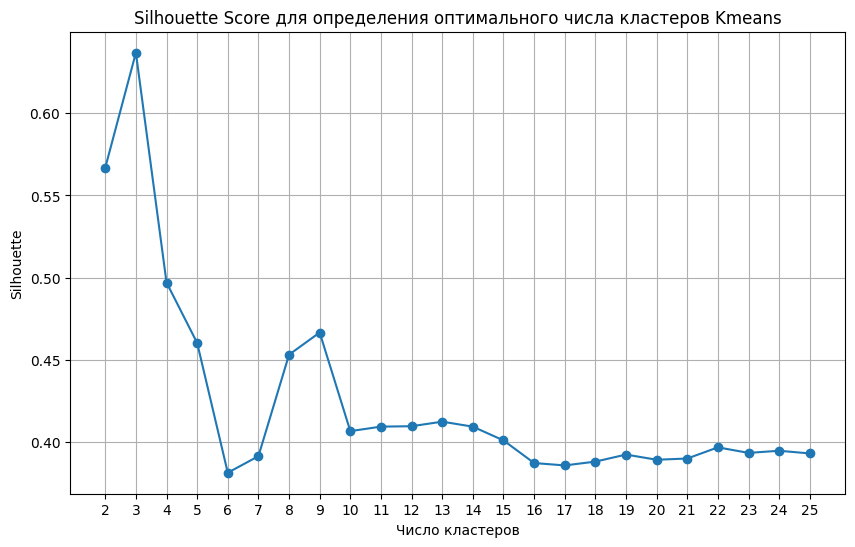 Silhouette Score для определения оптимального числа кластеров Kmeans
Silhouette
0.60
0.55
0.50
0.45
0.40
2 3 4 5 6 7 8 9 10 11 12 13 14 15 16 17 18 19 20 21 22 23 24 25
Число кластеров